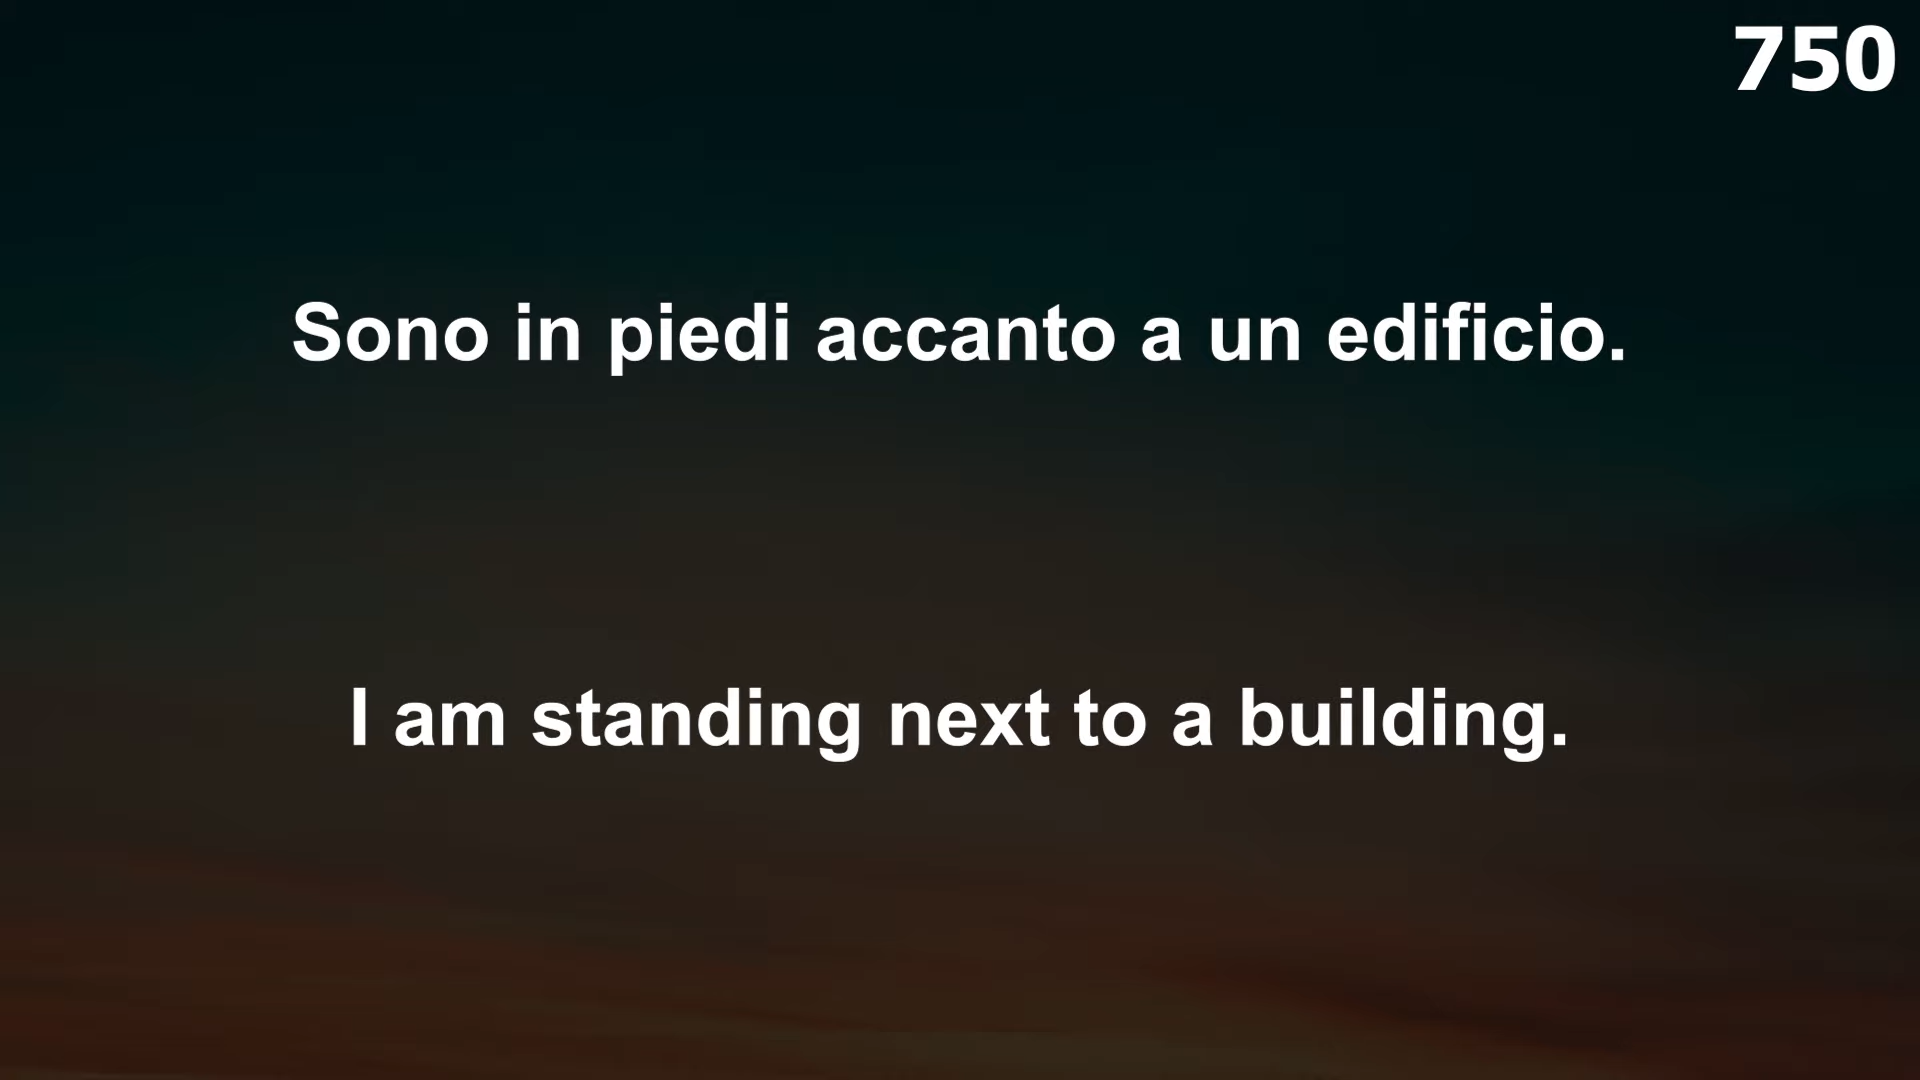 750
Sono in piedi accanto a un edificio.
I am standing next to a building.